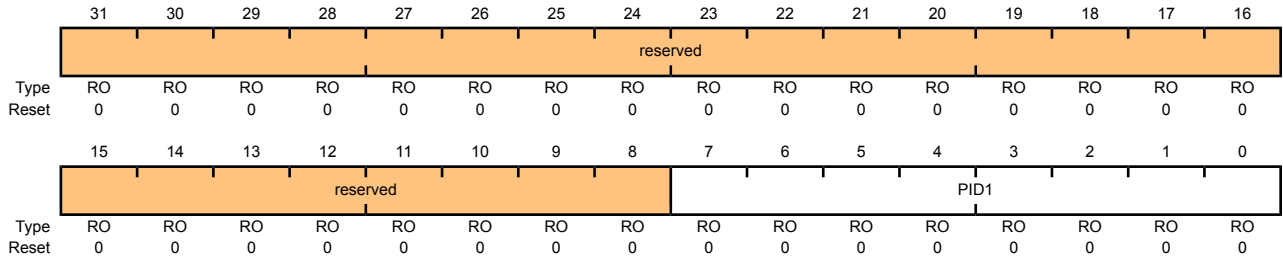 31 30 29 28 27 26 25 24 23 22 21 20 19 18 17 16
reserved
Type RO RO RO RO RO RO RO RO RO RO RO RO RO RO RO RO
Reset 0 0 0 0 0 0 0 0 0 0 0 0 0 0 0 0
15 14 13 12 11 10 9 8 7 6 5 4 3 2 1 0
reserved PID1
Type RO RO RO RO RO RO RO RO RO RO RO RO RO RO RO RO
Reset 0 0 0 0 0 0 0 0 0 0 0 0 0 0 0 0